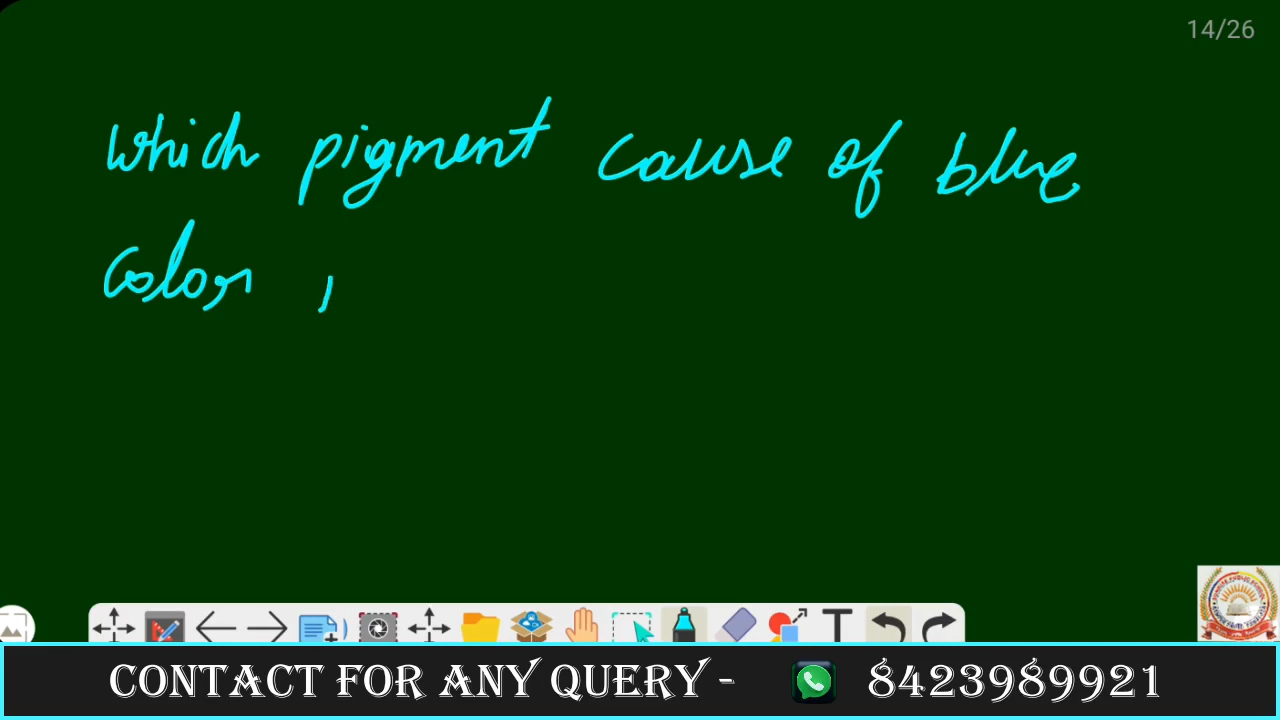 14/26
Which pigment cause of blue
color
T
CONTACT FOR ANY QUERY - 8423989921